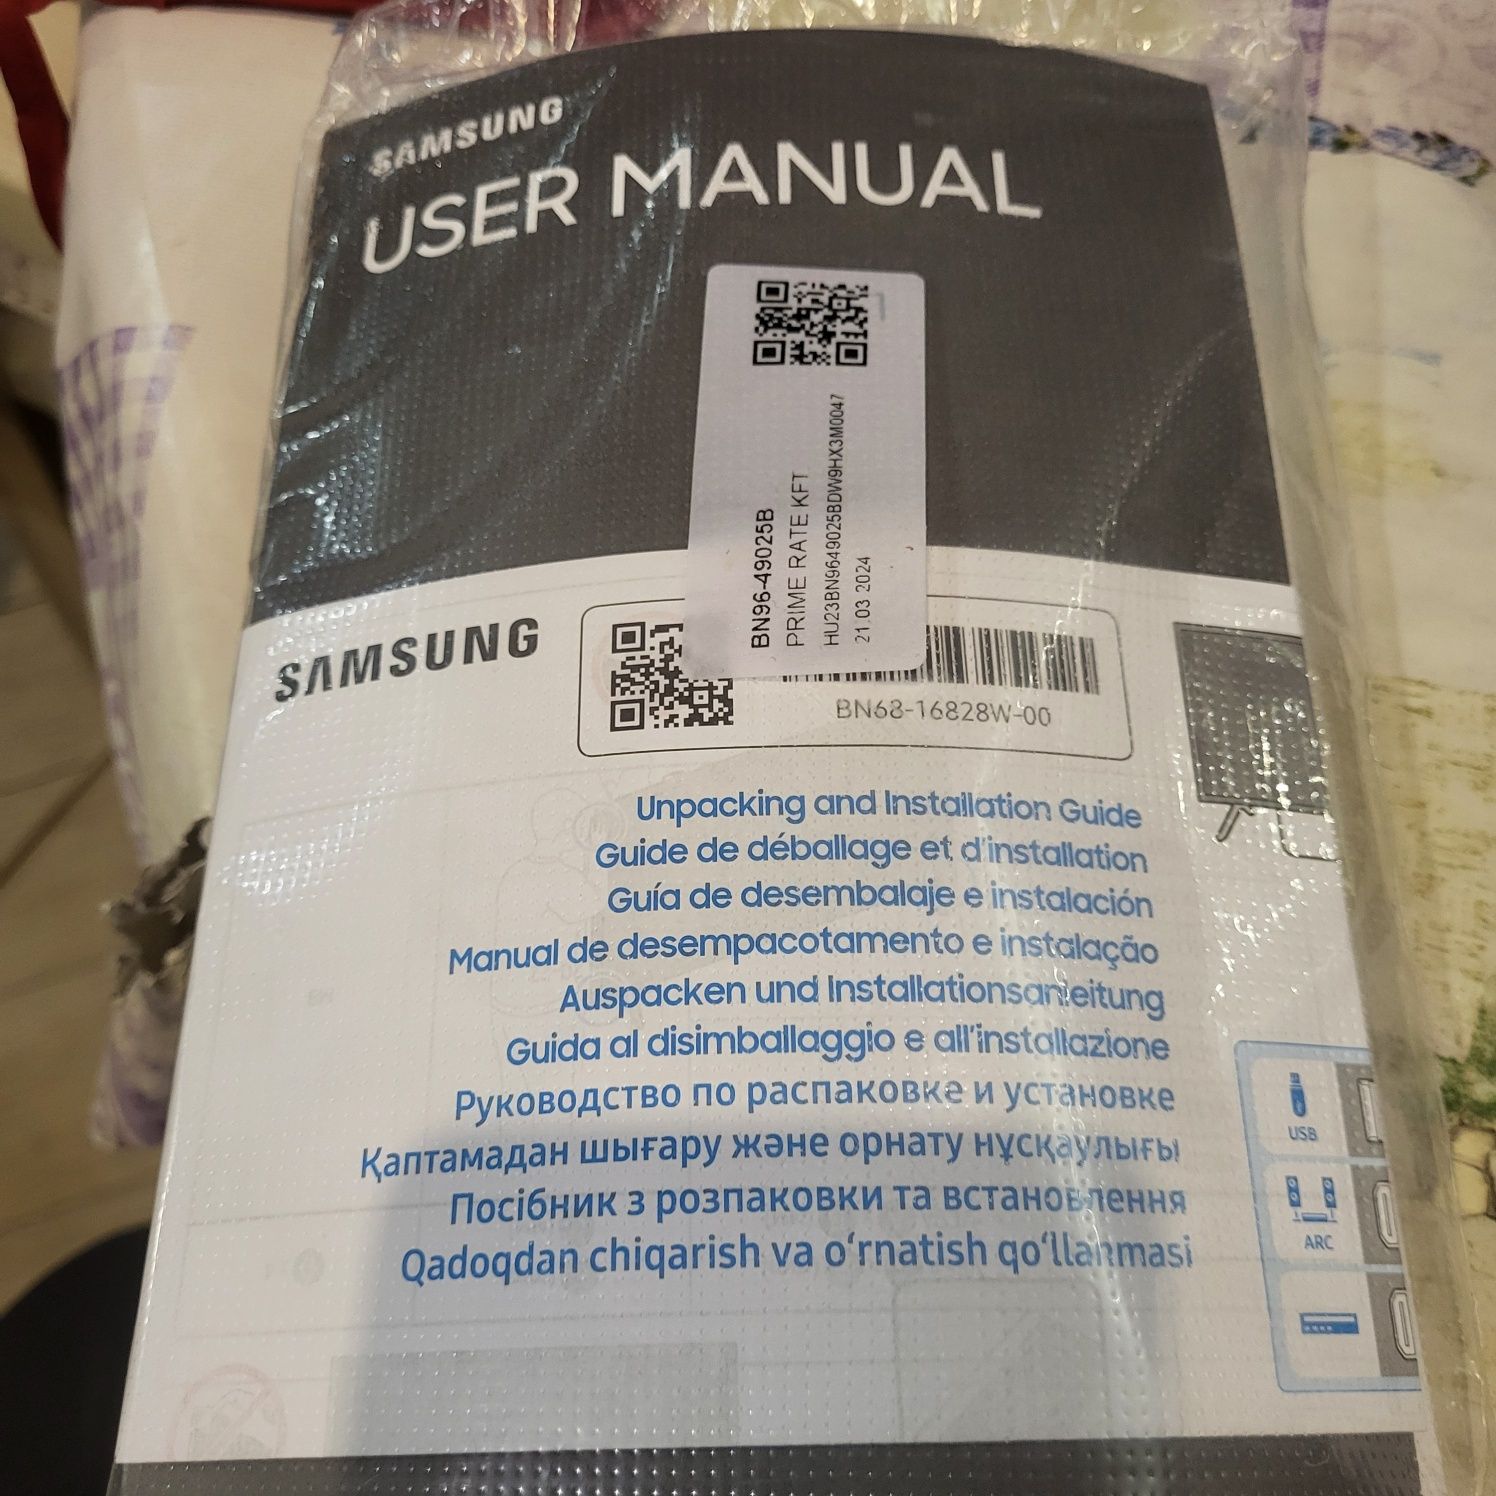 SAMSUNG
USER MANUAL
BN96-49025B
PRIME RATE KFT
HU23BN9649025BDW9HX3M0047
21.03 2024
SAMSUNG
BN68-16828W-00
Unpacking and Installation Guide
Guide de déballage et d'installation
Guía de desembalaje e instalación
Manual de desempacotamento e instalação
Auspacken und Installationsanleitung
Guida al disimballaggio e all'installazione
Руководство по распаковке и установке
Қаптамадан шығару және орнату нұсқаулығы
Посібник з розпаковки та встановлення
Qadoqdan chiqarish va o‘rnatish qo‘llanmasi
USB
ARC